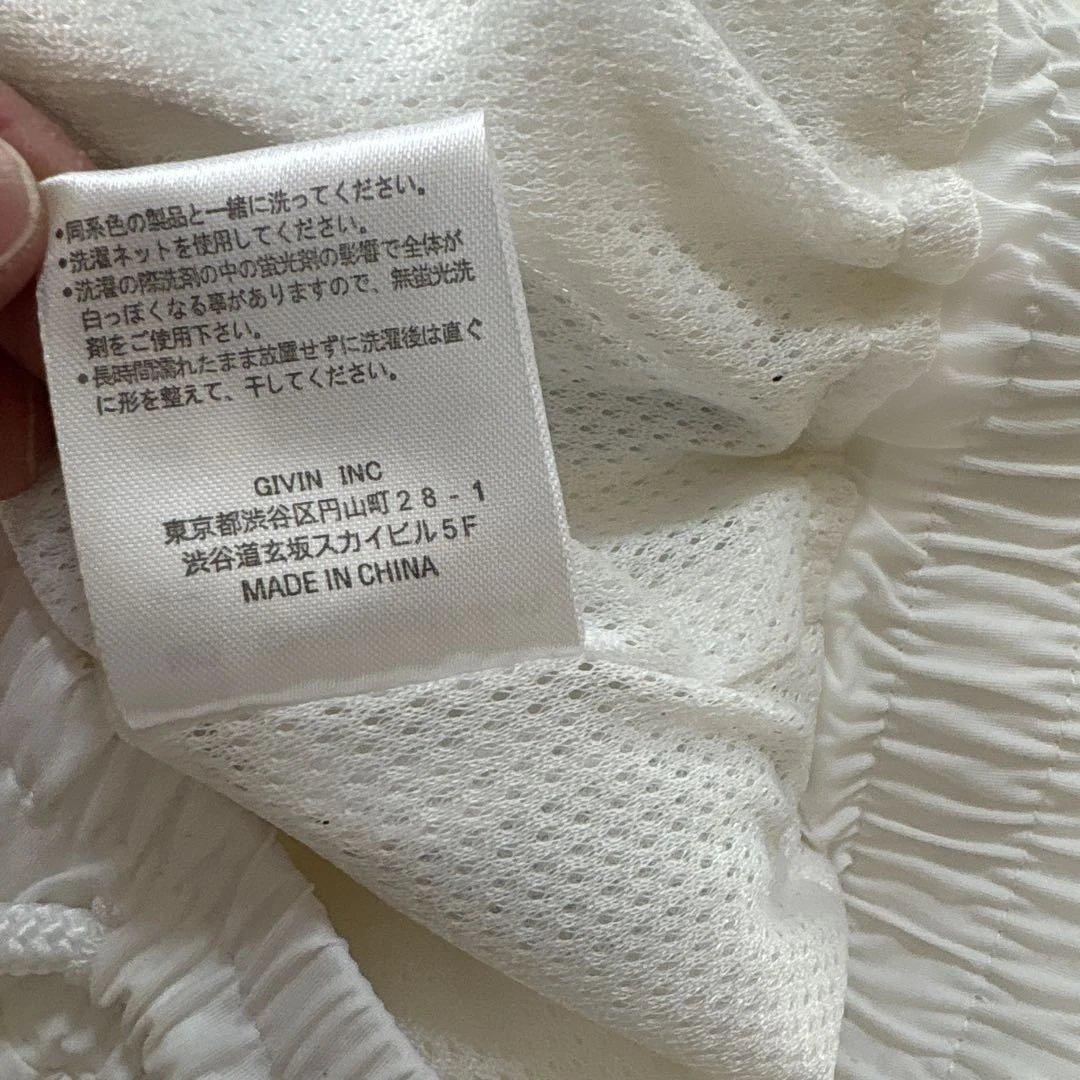 •同系色の製品と一緒に洗ってください。
•洗濯ネットを使用してください。
•洗濯の際洗剤の中の蛍光剤の影響で全体が
白っぽくなる事がありますので、無蛍光洗
剤をご使用下さい。
•長時間濡れたまま放置せずに洗濯後は直ぐ
に形を整えて、干してください。
GIVIN INC
東京都渋谷区円山町28-1
渋谷道玄坂スカイビル5F
MADE IN CHINA